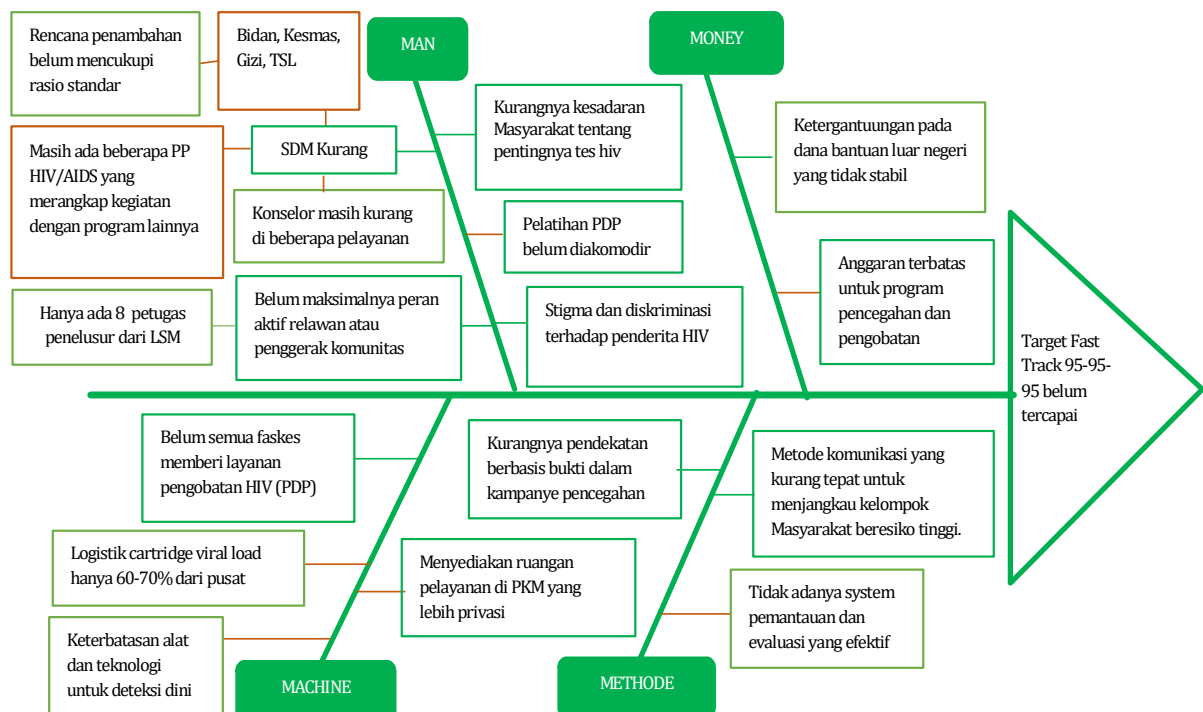 Rencana penambahan
belum mencukupi
rasio standar
Bidan, Kesmas,
Gizi, TSL
MAN
MONEY
Masih ada beberapa PP
HIV/AIDS yang
merangkap kegiatan
dengan program lainnya
SDM Kurang
Konselor masih kurang
di beberapa pelayanan
Kurangnya kesadaran
Masyarakat tentang
pentingnya tes hiv
Pelatihan PDP
belum diakomodir
Ketergantuungan pada
dana bantuan luar negeri
yang tidak stabil
Anggaran terbatas
untuk program
pencegahan dan
pengobatan
Hanya ada 8 petugas
penelusur dari LSM
Belum maksimalnya peran
aktif relawan atau
penggerak komunitas
Stigma dan diskriminasi
terhadap penderita HIV
Target Fast
Track 95-95-
95 belum
tercapai
Belum semua faskes
memberi layanan
pengobatan HIV (PDP)
Kurangnya pendekatan
berbasis bukti dalam
kampanye pencegahan
Metode komunikasi yang
kurang tepat untuk
menjangkau kelompok
Masyarakat beresiko tinggi.
Logistik cartridge viral load
hanya 60-70% dari pusat
Menyediakan ruangan
pelayanan di PKM yang
lebih privasi
Tidak adanya system
pemantauan dan
evaluasi yang efektif
Keterbatasan alat
dan teknologi
untuk deteksi dini
MACHINE
METHODE